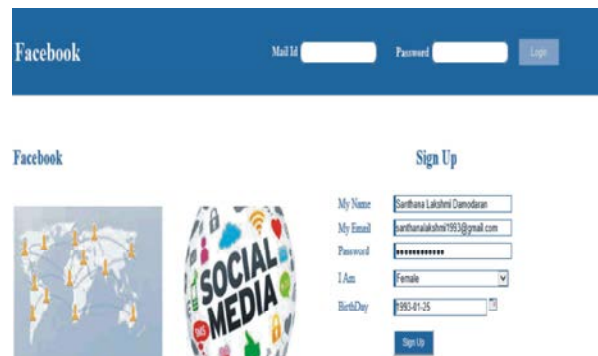 Facebook Mail Id Password Login
Facebook
Sign Up
My Name Santhana Lakshmi Damodaran
My Email santhanalakshmi1993@gmail.com
Password ••••••••••••
I Am Female
BirthDay 1993-01-25
Sign Up
SOCIAL
MEDIA
SMS